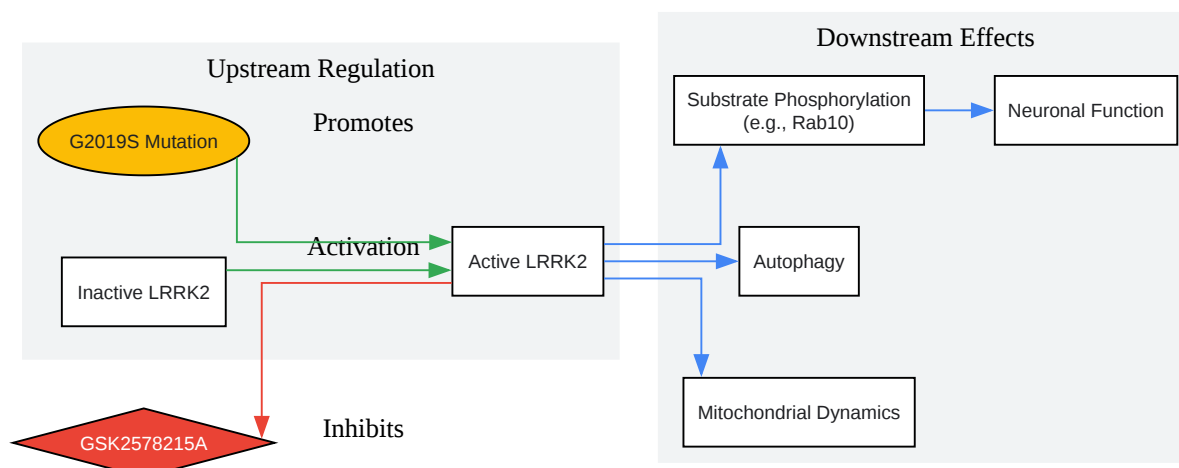 Upstream Regulation
Promotes
G2019S Mutation
Activation
Inactive LRRK2
Active LRRK2
Inhibits
GSK2578215A
Downstream Effects
Substrate Phosphorylation
(e.g., Rab10)
Neuronal Function
Autophagy
Mitochondrial Dynamics